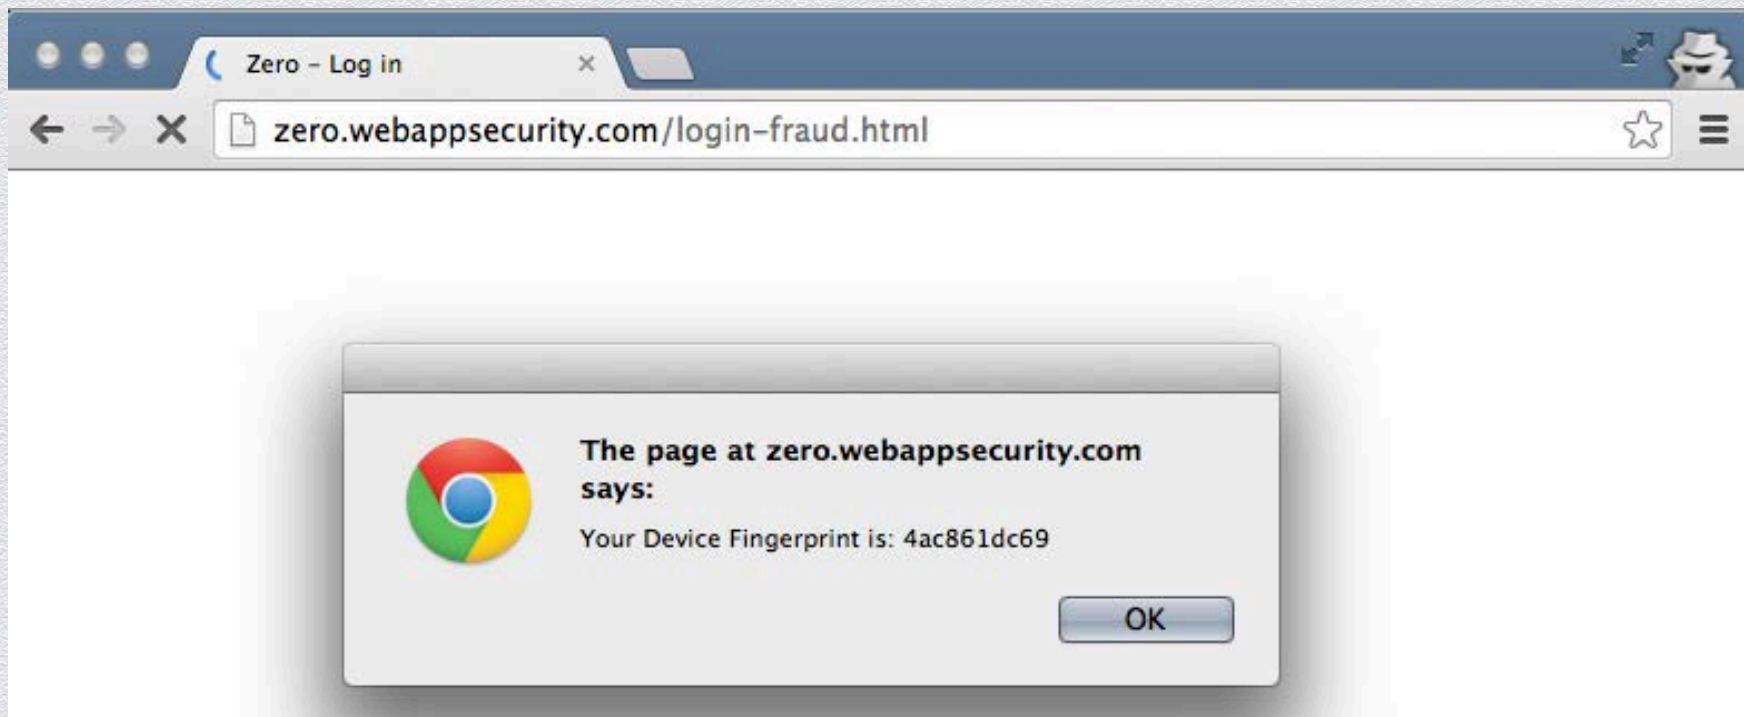 Zero – Log in
zero.webappsecurity.com/login-fraud.html
The page at zero.webappsecurity.com
says:
Your Device Fingerprint is: 4ac861dc69
OK